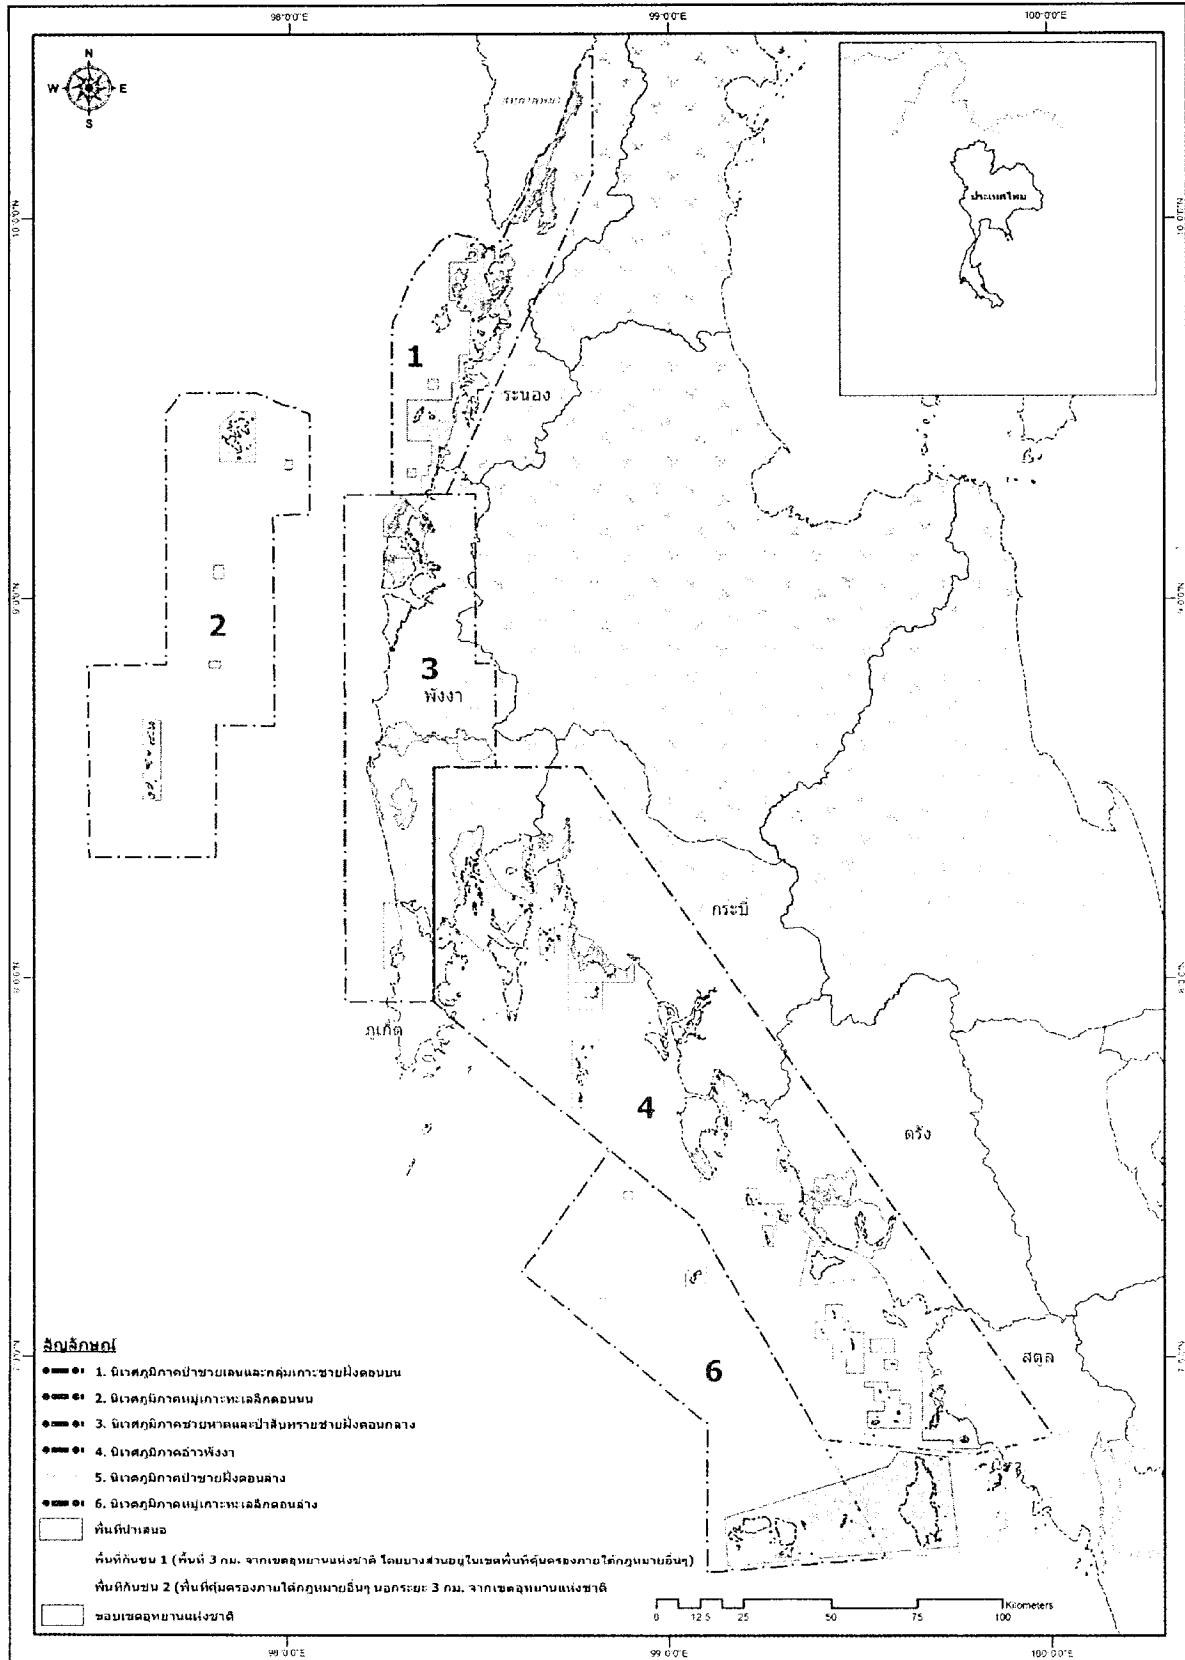 98°0'0"E
99°0'0"E
100°0'0"E
N
W
E
S
ประเทศไทย
10°0'0"N
10°0'0"N
1
ระนอง
2
9°0'0"N
9°0'0"N
3
พังงา
กระบี่
8°0'0"N
8°0'0"N
ภูเก็ต
4
ตรัง
สตูล
6
7°0'0"N
7°0'0"N
สัญลักษณ์
1. นิเวศภูมิภาคป่าชายเลนและกลุ่มเกาะชายฝั่งตอนบน
2. นิเวศภูมิภาคหมู่เกาะทะเลลึกตอนบน
3. นิเวศภูมิภาคชายหาดและป่าสันทรายชายฝั่งตอนกลาง
4. นิเวศภูมิภาคอ่าวพังงา
5. นิเวศภูมิภาคป่าชายฝั่งตอนล่าง
6. นิเวศภูมิภาคหมู่เกาะทะเลลึกตอนล่าง
พื้นที่นำเสนอ
พื้นที่กันชน 1 (พื้นที่ 3 กม. จากเขตอุทยานแห่งชาติ โดยบางส่วนอยู่ในเขตพื้นที่คุ้มครองภายใต้กฎหมายอื่นๆ)
พื้นที่กันชน 2 (พื้นที่คุ้มครองภายใต้กฎหมายอื่นๆ นอกระยะ 3 กม. จากเขตอุทยานแห่งชาติ
ขอบเขตอุทยานแห่งชาติ
Kilometers
0 12.5 25 50 75 100
98°0'0"E
99°0'0"E
100°0'0"E